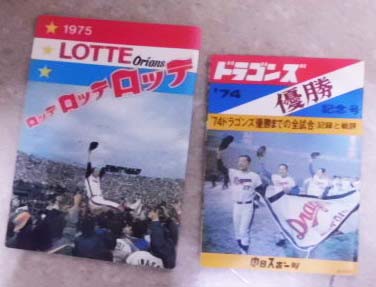 1975
LOTTE Orians
ロッテ ロッテ ロッテ
ドラゴンズ
'74
優勝
記念号
'74ドラゴンズ優勝までの全試合 記録と戦評
中日スポーツ